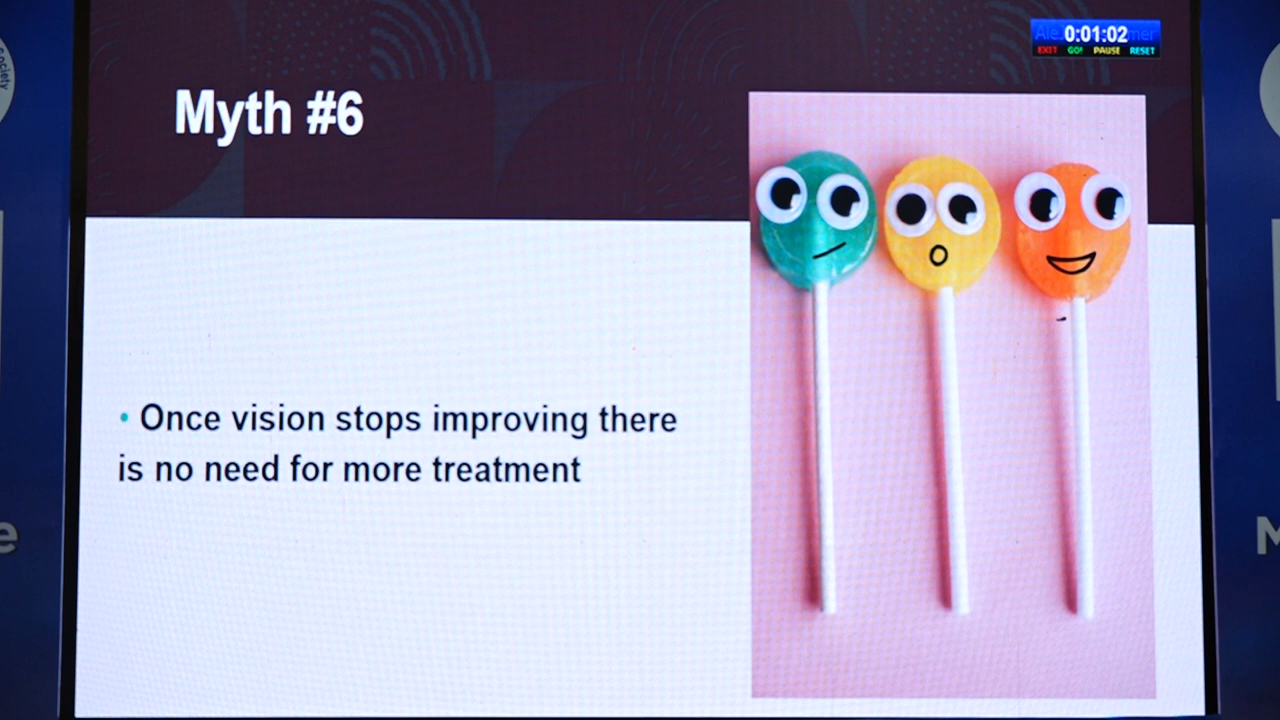 ociety
0:01:02
EXIT GO! PAUSE RESET
Myth #6
• Once vision stops improving there
is no need for more treatment
e
M